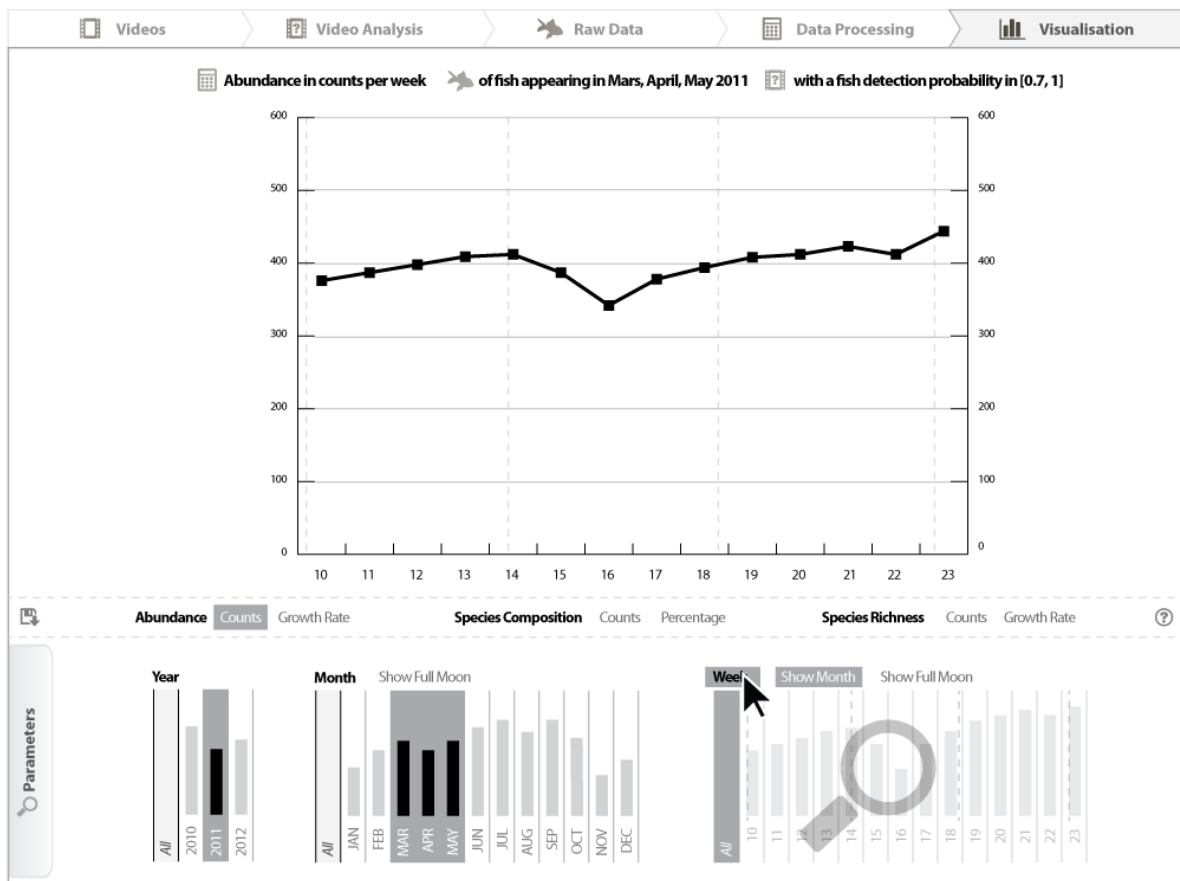 Videos Video Analysis Raw Data Data Processing Visualisation
Abundance in counts per week of fish appearing in Mars, April, May 2011 with a fish detection probability in [0.7, 1]
600 600
500 500
400 400
300 300
200 200
100 100
0 0
10 11 12 13 14 15 16 17 18 19 20 21 22 23
Abundance Counts Growth Rate Species Composition Counts Percentage Species Richness Counts Growth Rate ?
Parameters
Year
All 2010 2011 2012
Month Show Full Moon
All JAN FEB MAR APR MAY JUN JUL AUG SEP OCT NOV DEC
Week Show Month Show Full Moon
All 10 11 12 13 14 15 16 17 18 19 20 21 22 23